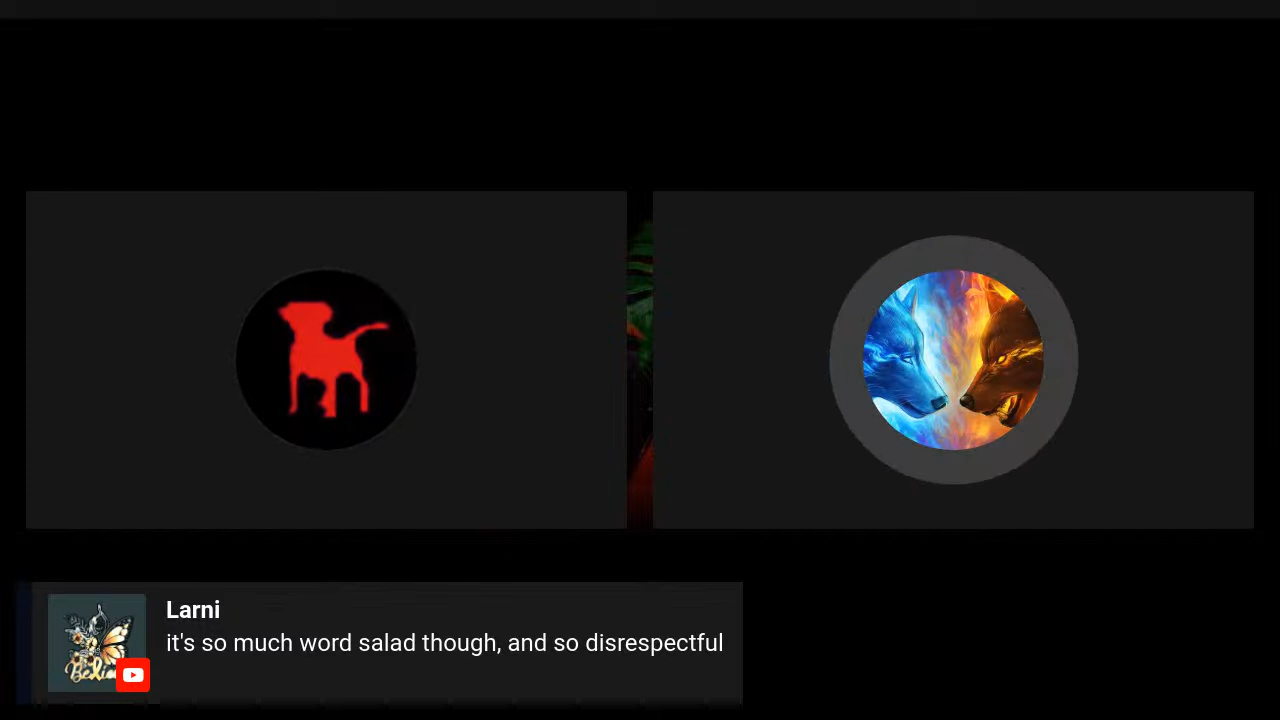 Larni
it's so much word salad though, and so disrespectful